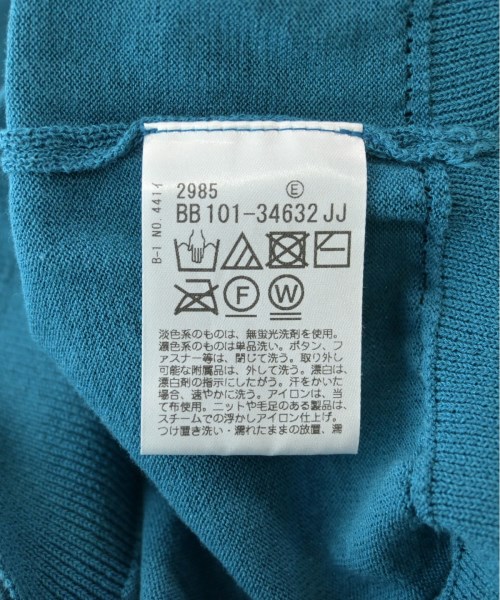 2985 Ⓔ
BB 101-34632 JJ
B-1 NO. 4414
F W
淡色系のものは、無蛍光洗剤を使用。
濃色系のものは単品洗い。ボタン、フ
ァスナー等は、閉じて洗う。取り外し
可能な附属品は、外して洗う。漂白は、
漂白剤の指示にしたがう。汗をかいた
場合、速やかに洗う。アイロンは、当
て布使用。ニットや毛足のある製品は、
スチームでの浮かしアイロン仕上げ。
つけ置き洗い・濡れたままの放置、濡